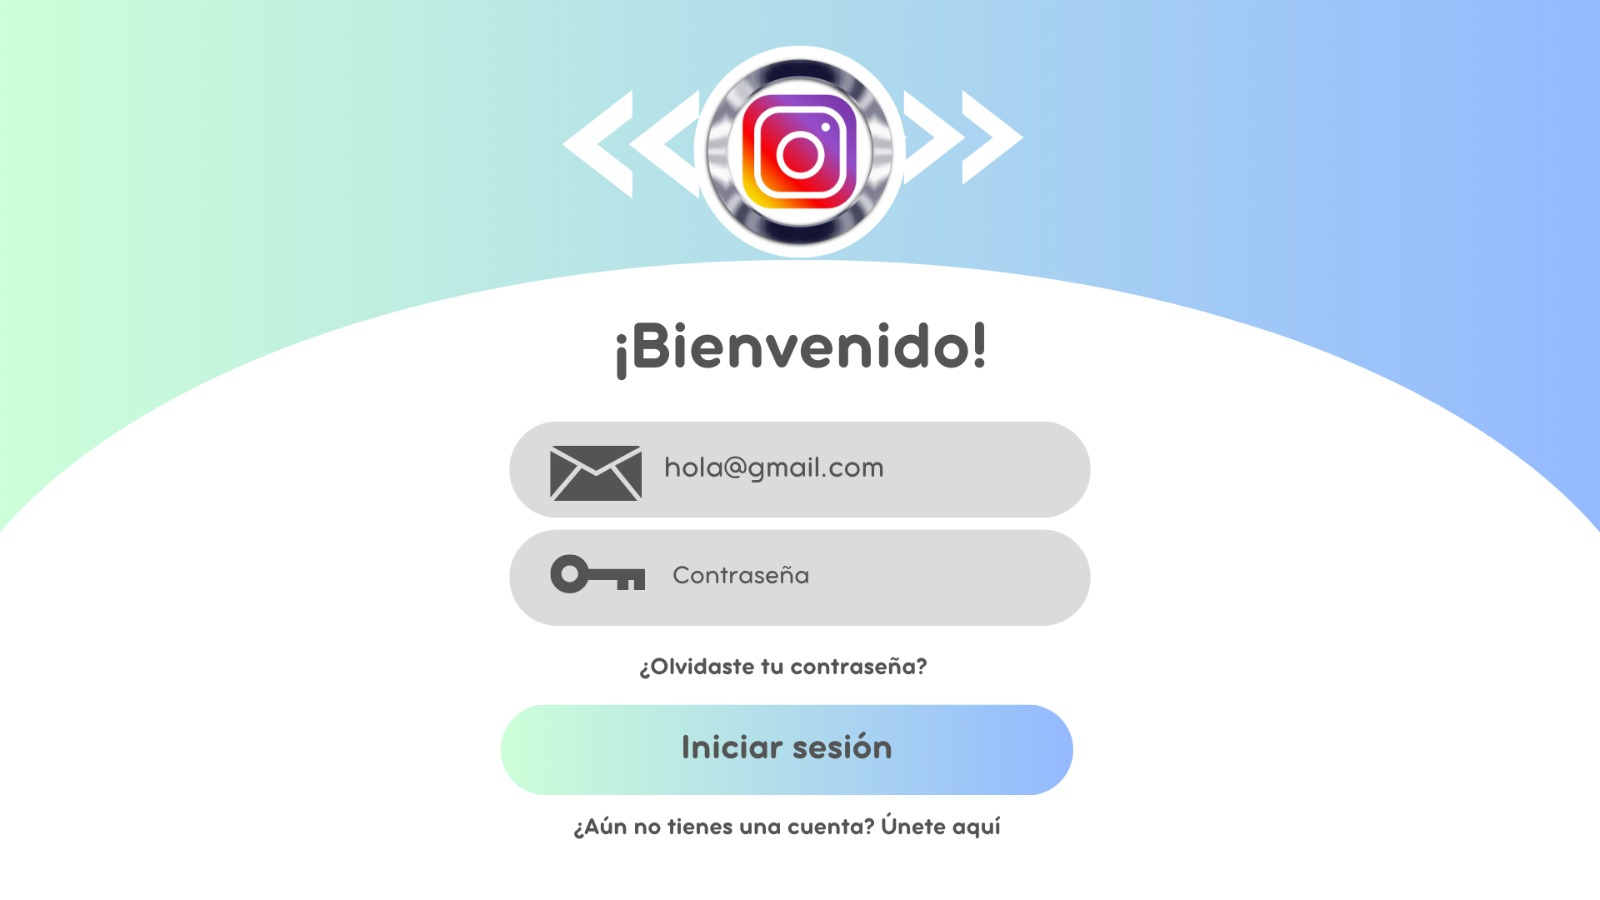 ¡Bienvenido!
hola@gmail.com
Contraseña
¿Olvidaste tu contraseña?
Iniciar sesión
¿Aún no tienes una cuenta? Únete aquí